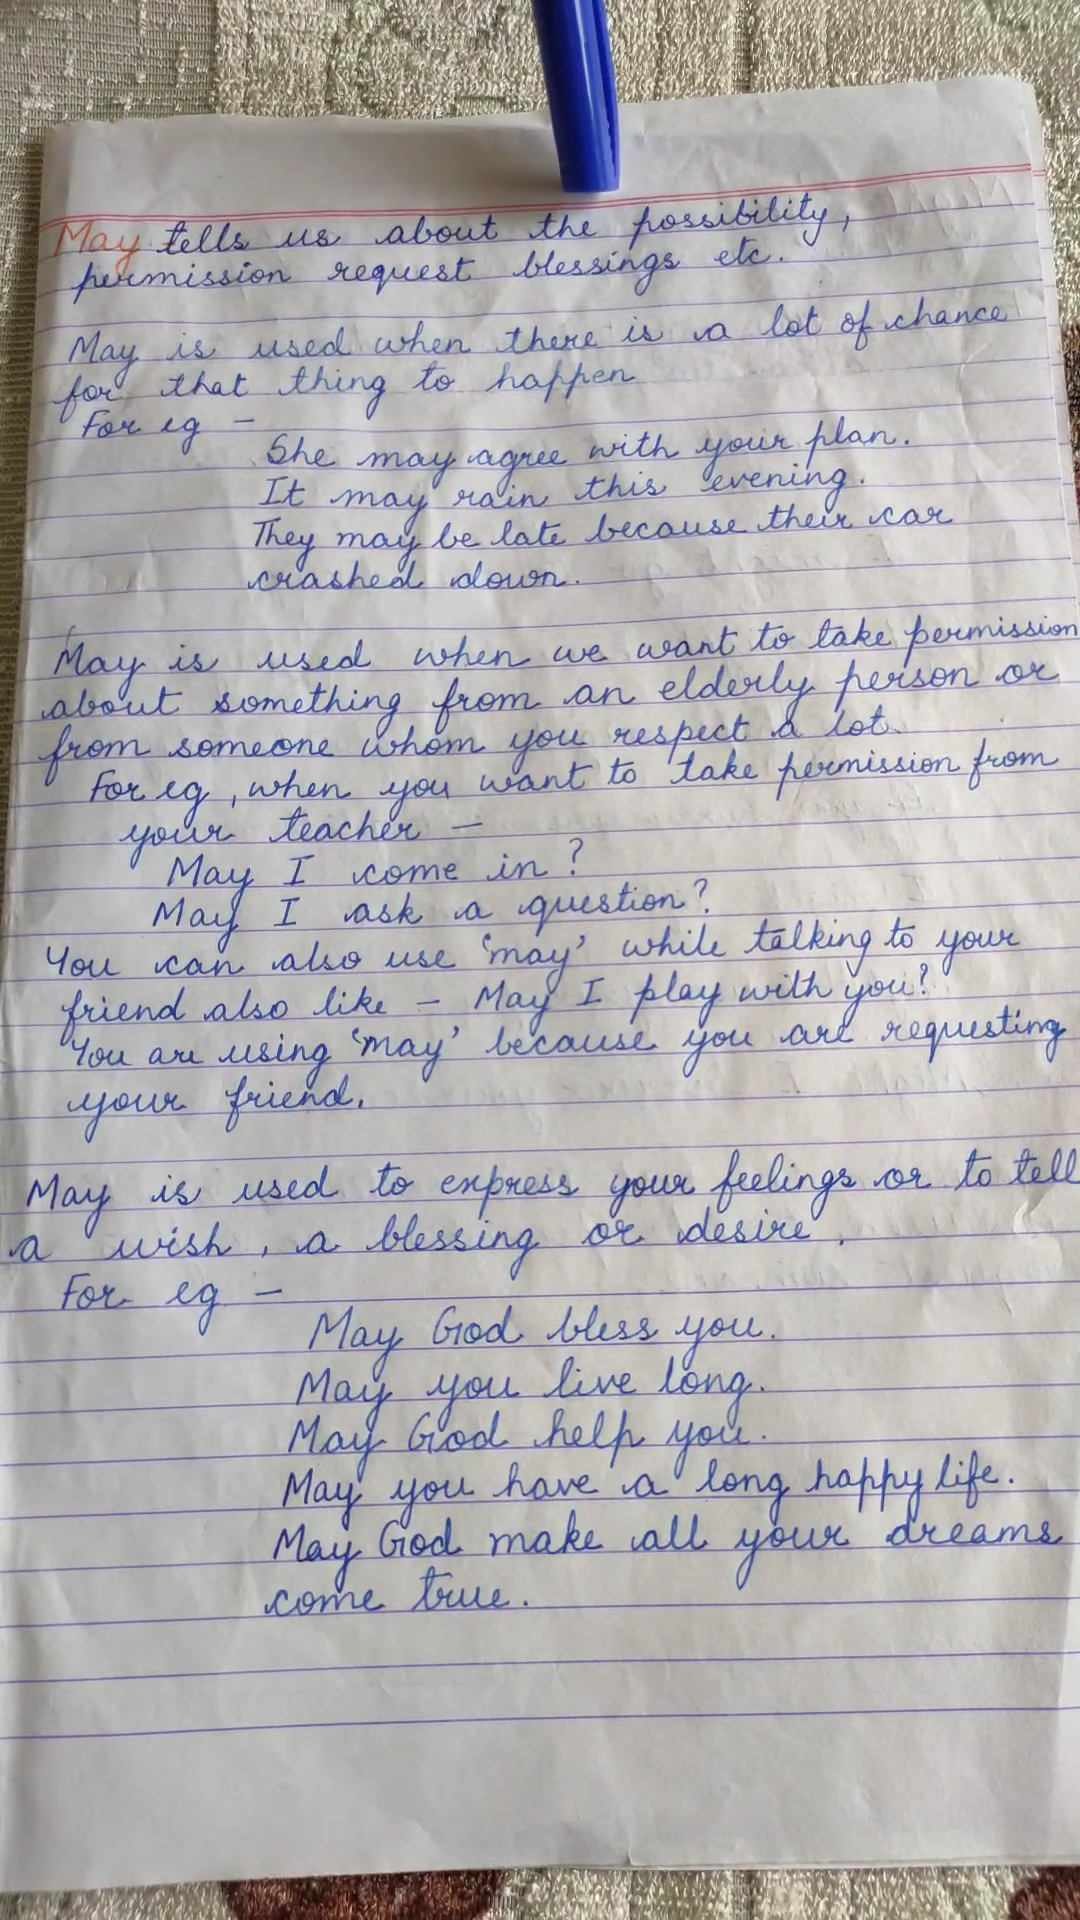 May tells us about the possibility,
permission request blessings etc.
May is used when there is a lot of chance
for that thing to happen
For eg -
She may agree with your plan.
It may rain this evening.
They may be late because their car
crashed down.
May is used when we want to take permission
about something from an elderly person or
from someone whom you respect a lot.
For eg, when you want to take permission from
your teacher -
May I come in?
May I ask a question?
You can also use 'may' while talking to your
friend also like - May I play with you?
You are using 'may' because you are requesting
your friend.
May is used to express your feelings or to tell
a wish, a blessing or desire.
For eg -
May God bless you.
May you live long.
May God help you.
May you have a long happy life.
May God make all your dreams
come true.